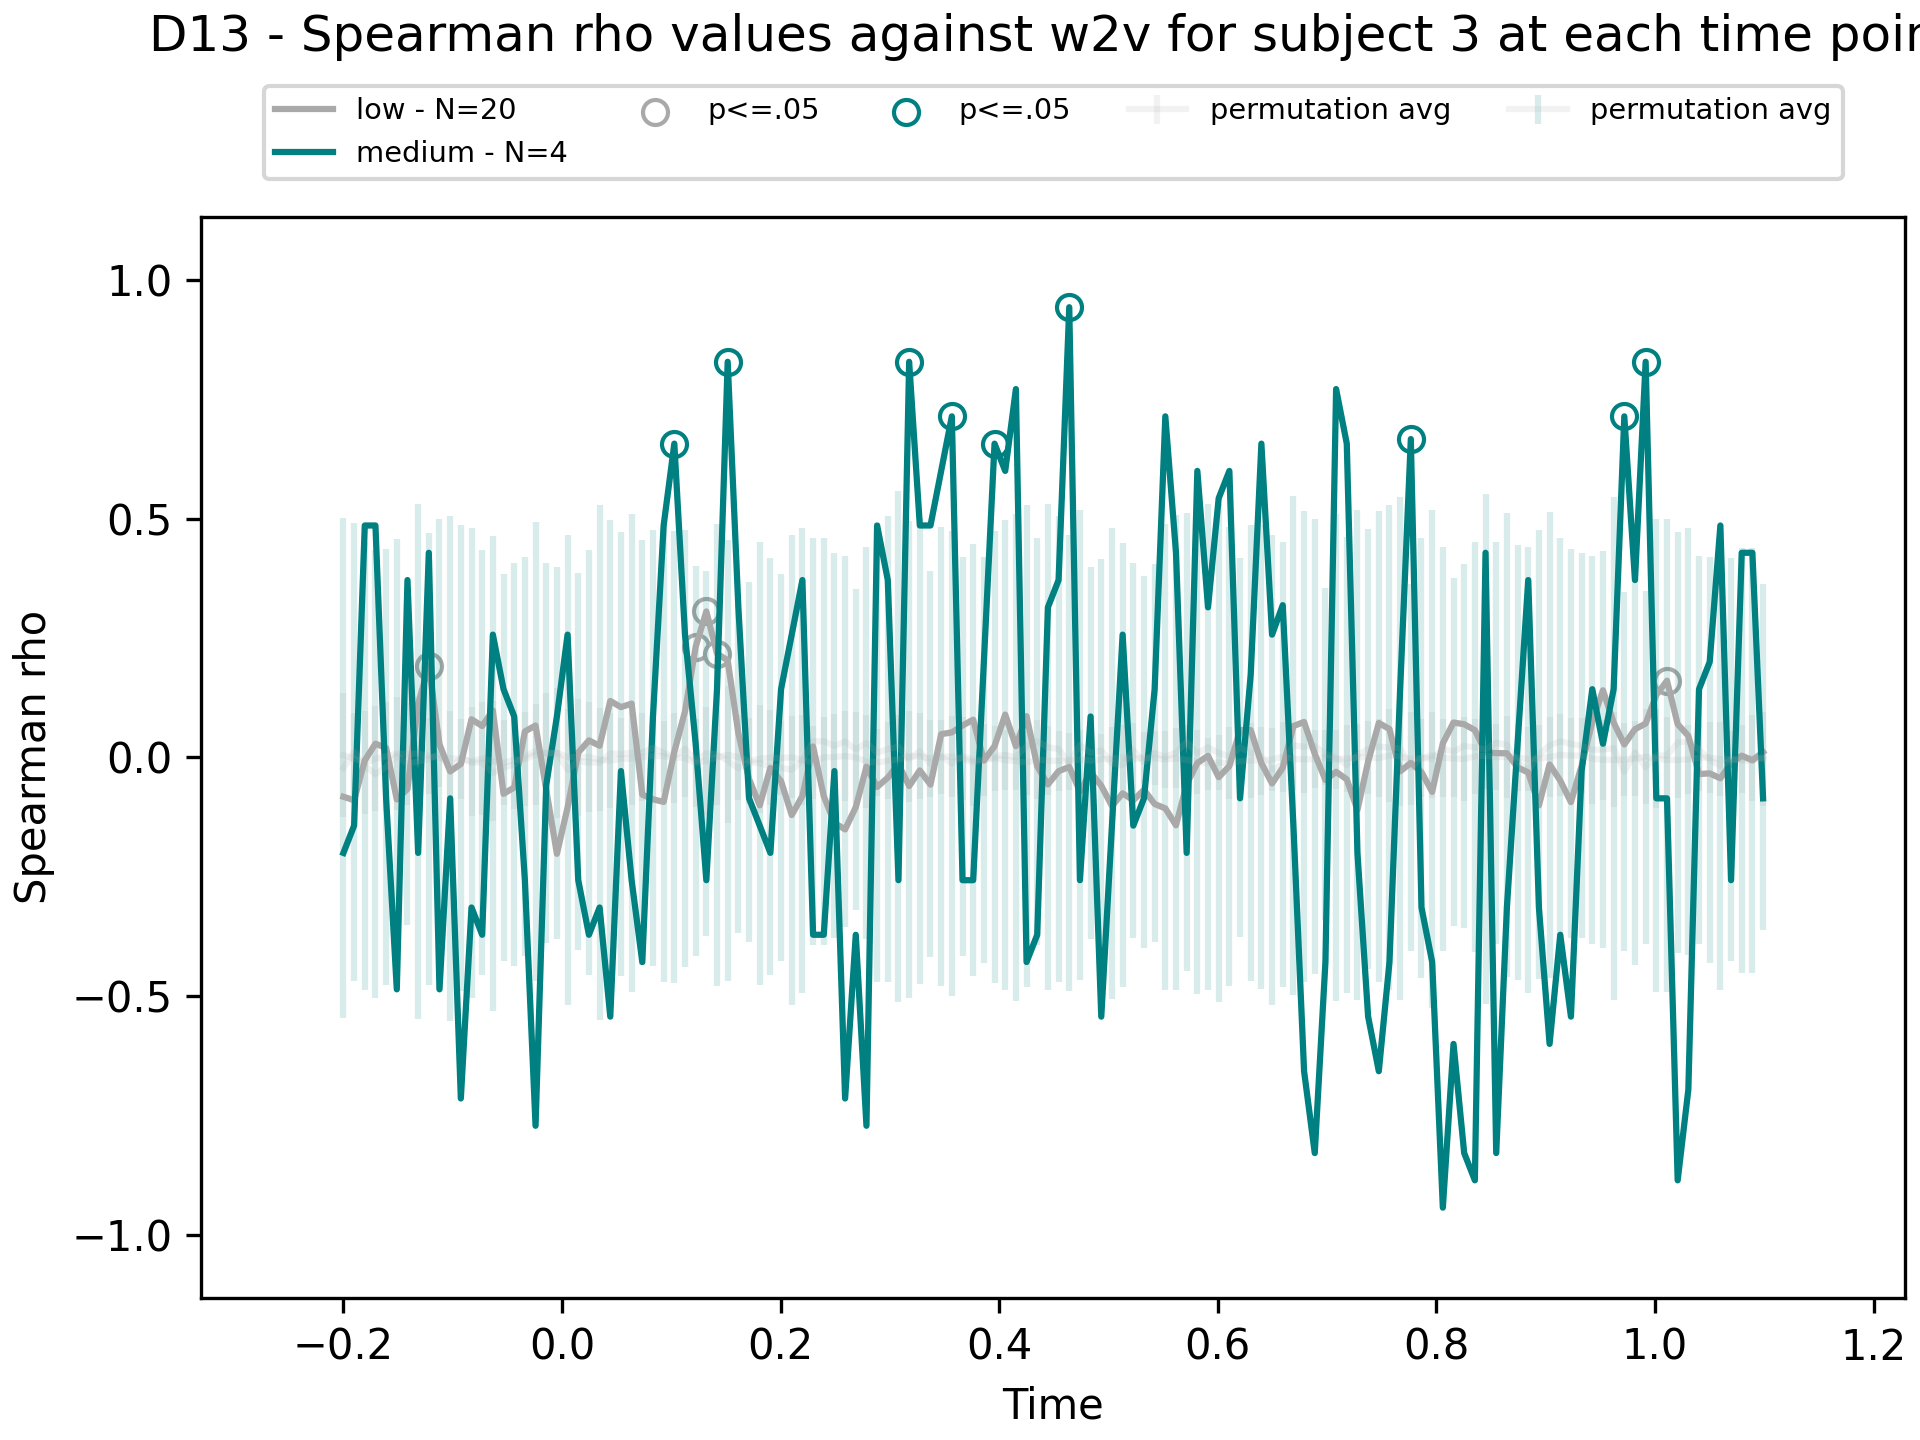 D13 - Spearman rho values against w2v for subject 3 at each time poin
low - N=20
medium - N=4
p<=.05
p<=.05
permutation avg
permutation avg
Spearman rho
1.0
0.5
0.0
−0.5
−1.0
−0.2
0.0
0.2
0.4
0.6
0.8
1.0
1.2
Time